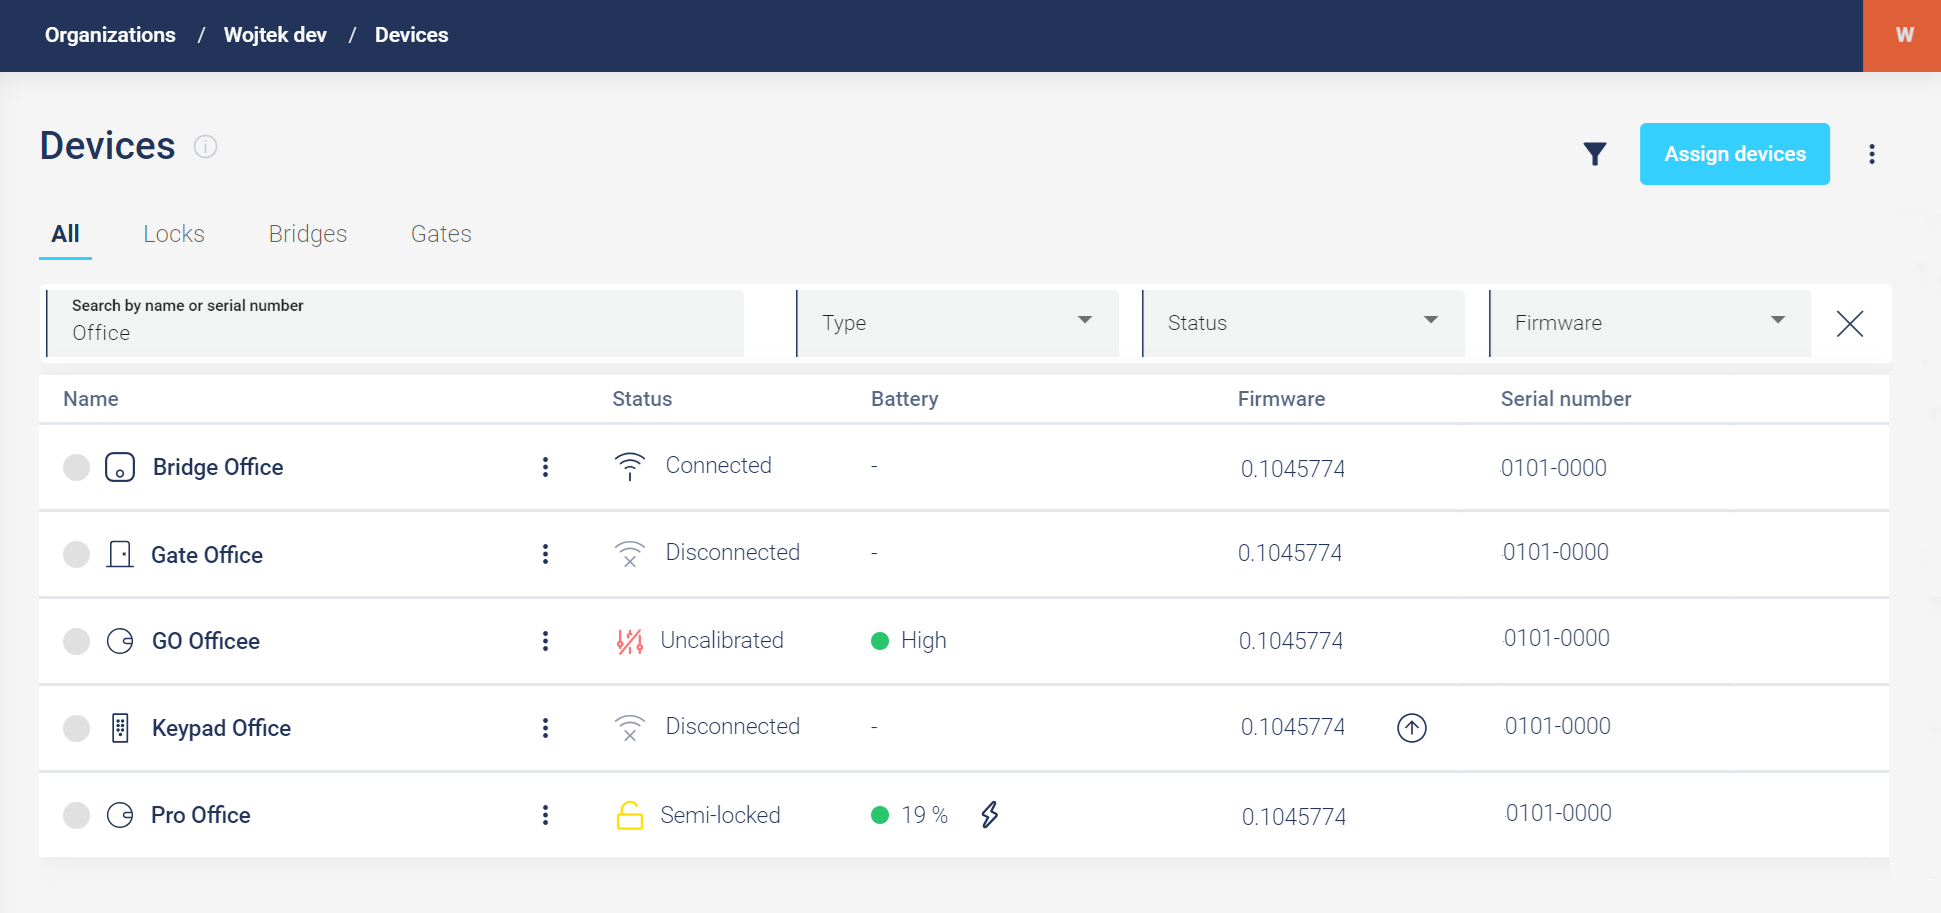 Organizations / Wojtek dev / Devices
W
Devices
Assign devices
All Locks Bridges Gates
Search by name or serial number
Office
Type
Status
Firmware
Name Status Battery Firmware Serial number
Bridge Office Connected - 0.1045774 0101-0000
Gate Office Disconnected - 0.1045774 0101-0000
GO Officee Uncalibrated High 0.1045774 0101-0000
Keypad Office Disconnected - 0.1045774 0101-0000
Pro Office Semi-locked 19 % 0.1045774 0101-0000